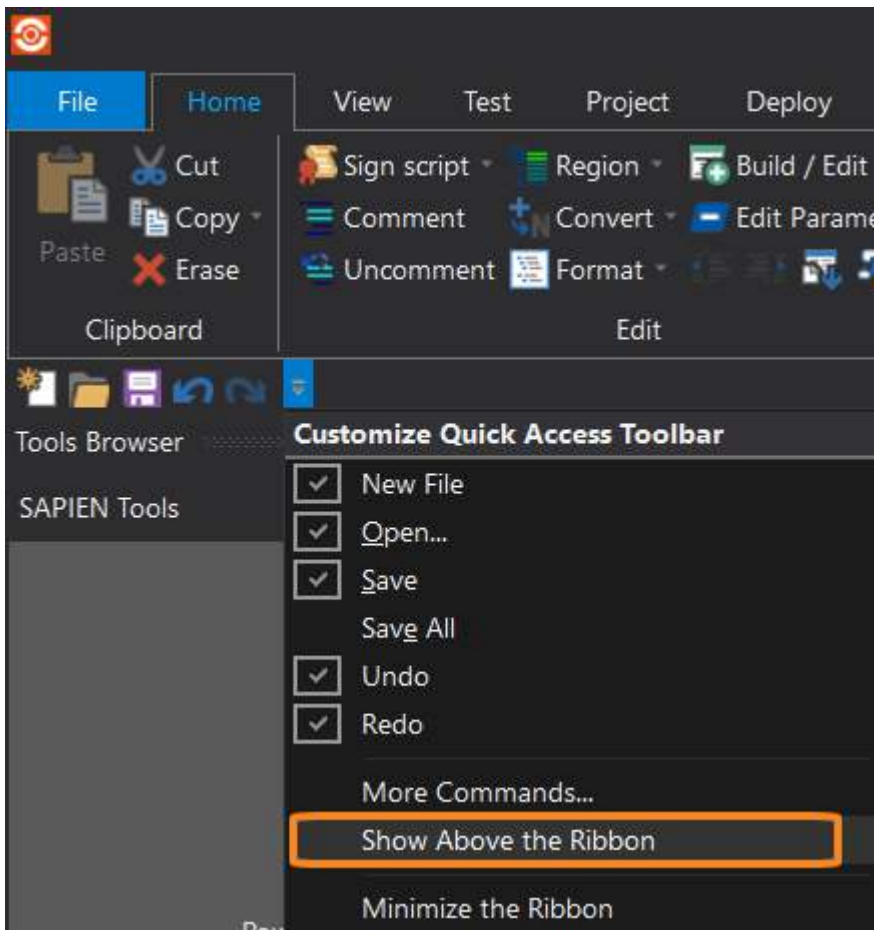 File Home View Test Project Deploy
Cut Sign script Region Build / Edit
Copy Comment Convert Edit Parame
Paste
Erase Uncomment Format
Clipboard Edit
Tools Browser Customize Quick Access Toolbar
New File
SAPIEN Tools
Open...
Save
Save All
Undo
Redo
More Commands...
Show Above the Ribbon
Minimize the Ribbon